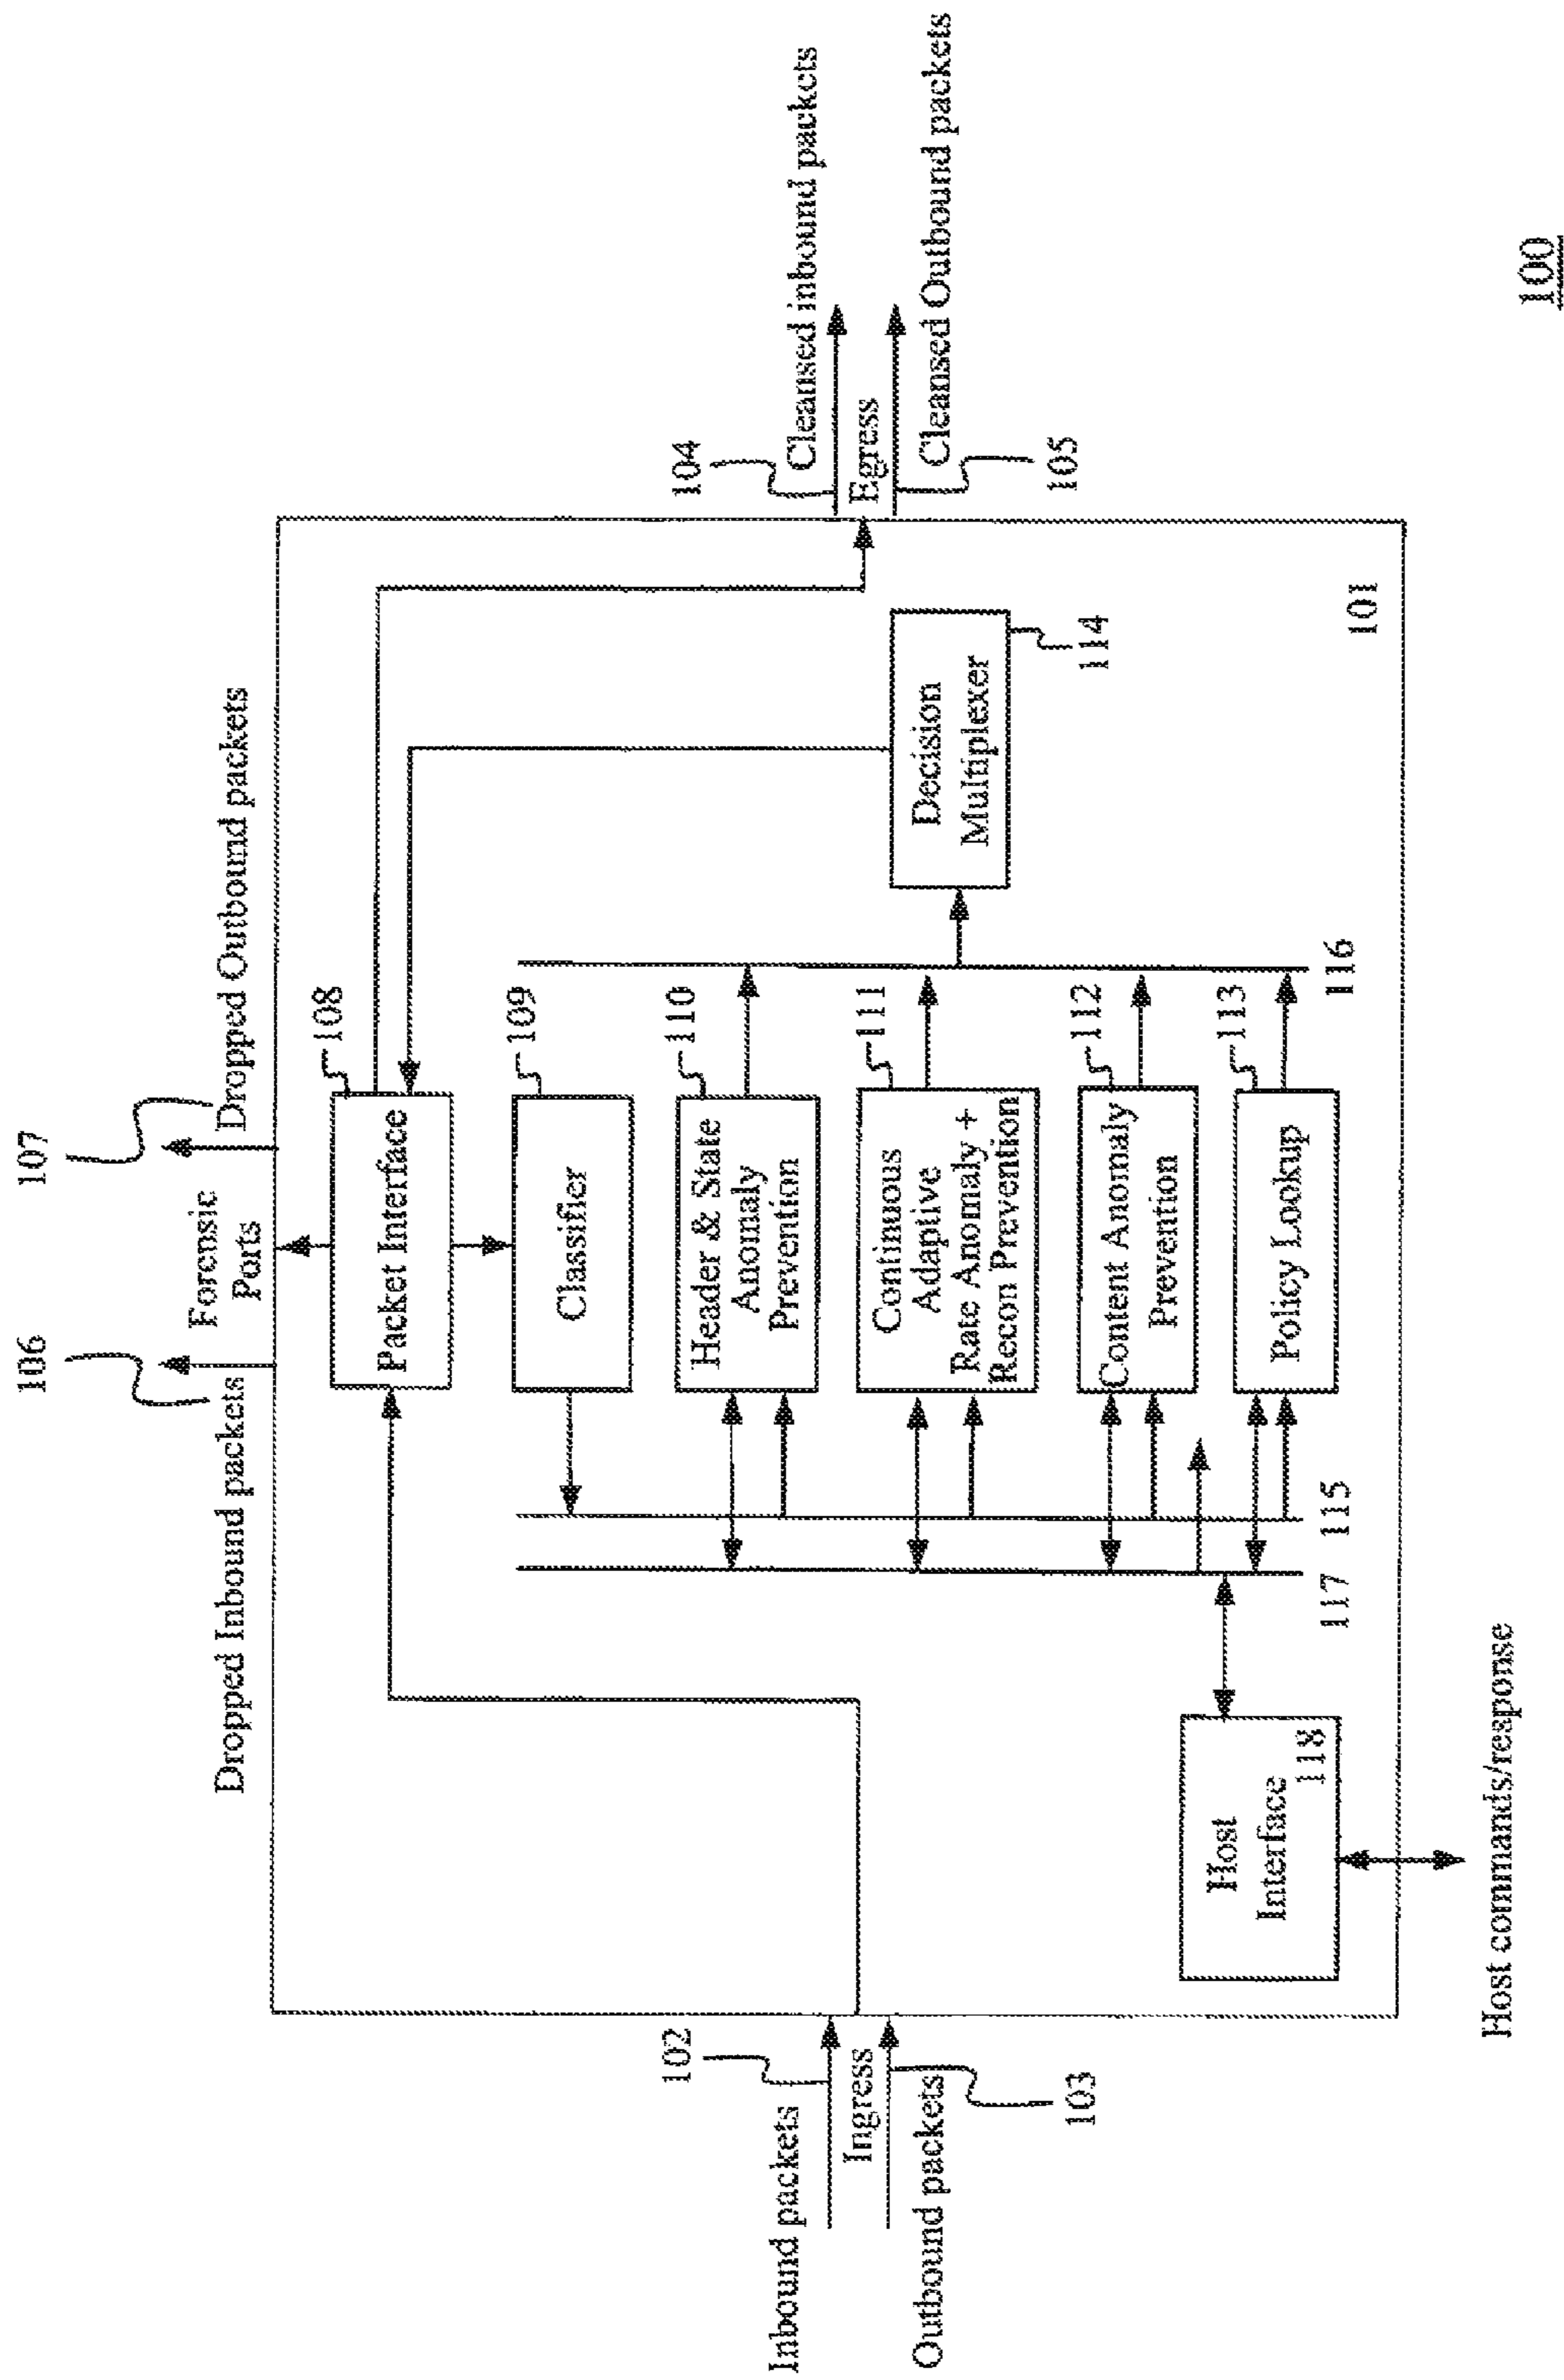 107
106
Forensic
Ports
Dropped Inbound packets
Dropped Outbound packets
108
Packet Interface
109
Classifier
110
Header & State
Anomaly
Prevention
111
Continuous
Adaptive
Rate Anomaly +
Recon Prevention
112
Content Anomaly
Prevention
113
Policy Lookup
Decision
Multiplexer
114
116
115
117
101
Host
Interface
118
Host commands/response
102
Inbound packets
Ingress
Outbound packets
103
104
Cleansed inbound packets
Egress
Cleansed Outbound packets
105
100